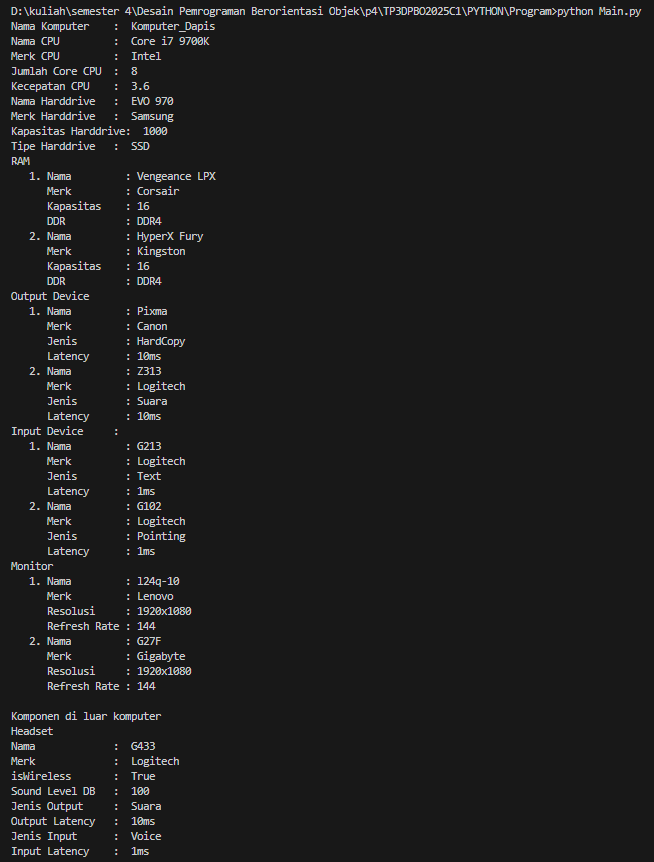 D:\kuliah\semester 4\Desain Pemrograman Berorientasi Objek\p4\TP3DPBO2025C1\PYTHON\Program>python Main.py
Nama Komputer   :  Komputer_Dapis
Nama CPU        :  Core i7 9700K
Merk CPU        :  Intel
Jumlah Core CPU :  8
Kecepatan CPU   :  3.6
Nama Harddrive  :  EVO 970
Merk Harddrive  :  Samsung
Kapasitas Harddrive:  1000
Tipe Harddrive  :  SSD
RAM
   1. Nama         : Vengeance LPX
      Merk         : Corsair
      Kapasitas    : 16
      DDR          : DDR4
   2. Nama         : HyperX Fury
      Merk         : Kingston
      Kapasitas    : 16
      DDR          : DDR4
Output Device
   1. Nama         : Pixma
      Merk         : Canon
      Jenis        : HardCopy
      Latency      : 10ms
   2. Nama         : Z313
      Merk         : Logitech
      Jenis        : Suara
      Latency      : 10ms
Input Device     :
   1. Nama         : G213
      Merk         : Logitech
      Jenis        : Text
      Latency      : 1ms
   2. Nama         : G102
      Merk         : Logitech
      Jenis        : Pointing
      Latency      : 1ms
Monitor
   1. Nama         : l24q-10
      Merk         : Lenovo
      Resolusi     : 1920x1080
      Refresh Rate : 144
   2. Nama         : G27F
      Merk         : Gigabyte
      Resolusi     : 1920x1080
      Refresh Rate : 144

Komponen di luar komputer
Headset
Nama            :  G433
Merk            :  Logitech
isWireless      :  True
Sound Level DB  :  100
Jenis Output    :  Suara
Output Latency  :  10ms
Jenis Input     :  Voice
Input Latency   :  1ms